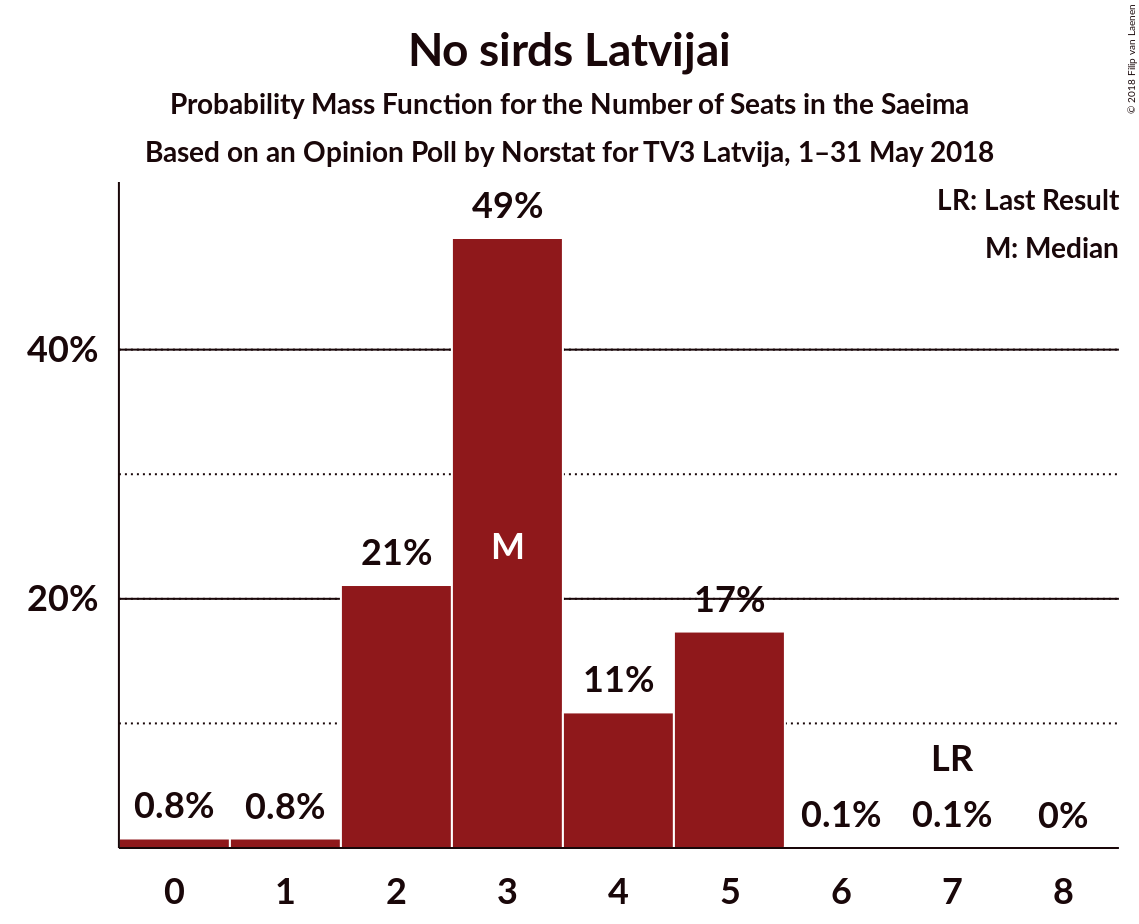 No sirds Latvijai
Probability Mass Function for the Number of Seats in the Saeima
Based on an Opinion Poll by Norstat for TV3 Latvija, 1–31 May 2018
© 2018 Filip van Laenen
LR: Last Result
M: Median
49%
40%
M
21%
20%
17%
11%
LR
0.8%
0.8%
0.1%
0.1%
0%
0 1 2 3 4 5 6 7 8